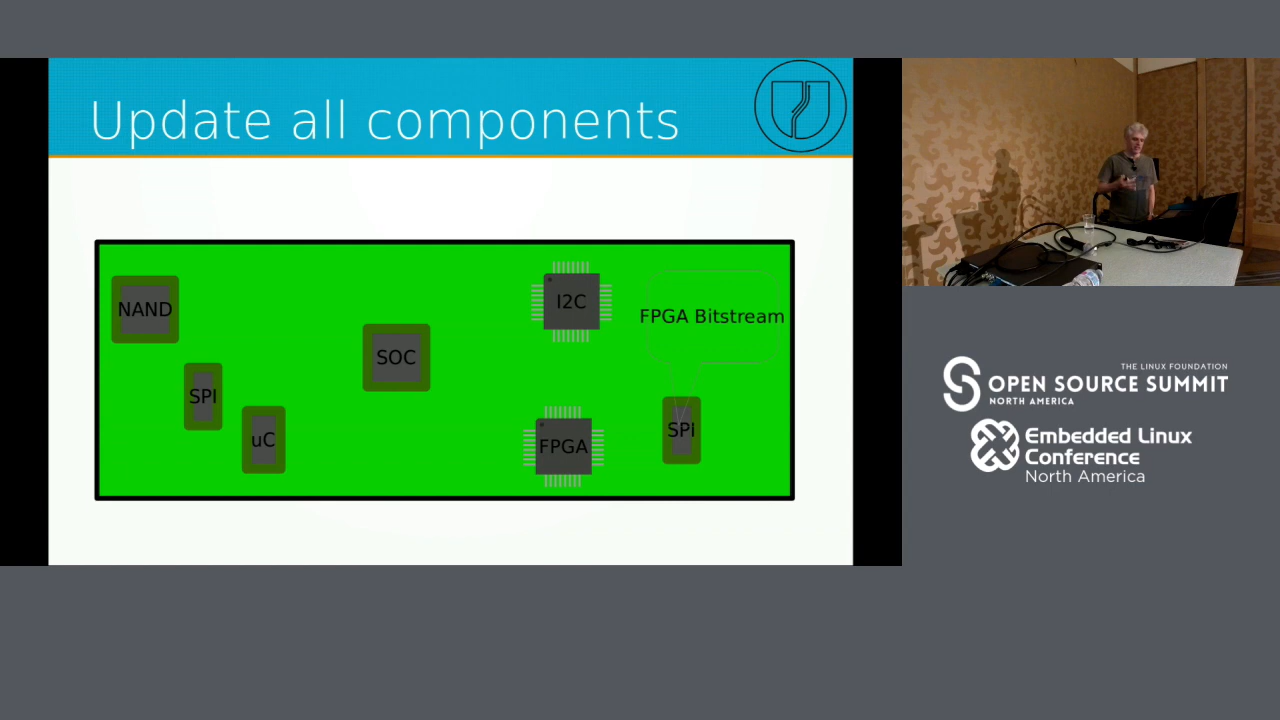 Update all components
NAND
SPI
uC
SOC
I2C
FPGA
FPGA Bitstream
SPi
THE LINUX FOUNDATION
OPEN SOURCE SUMMIT
NORTH AMERICA
Embedded Linux
Conference
North America